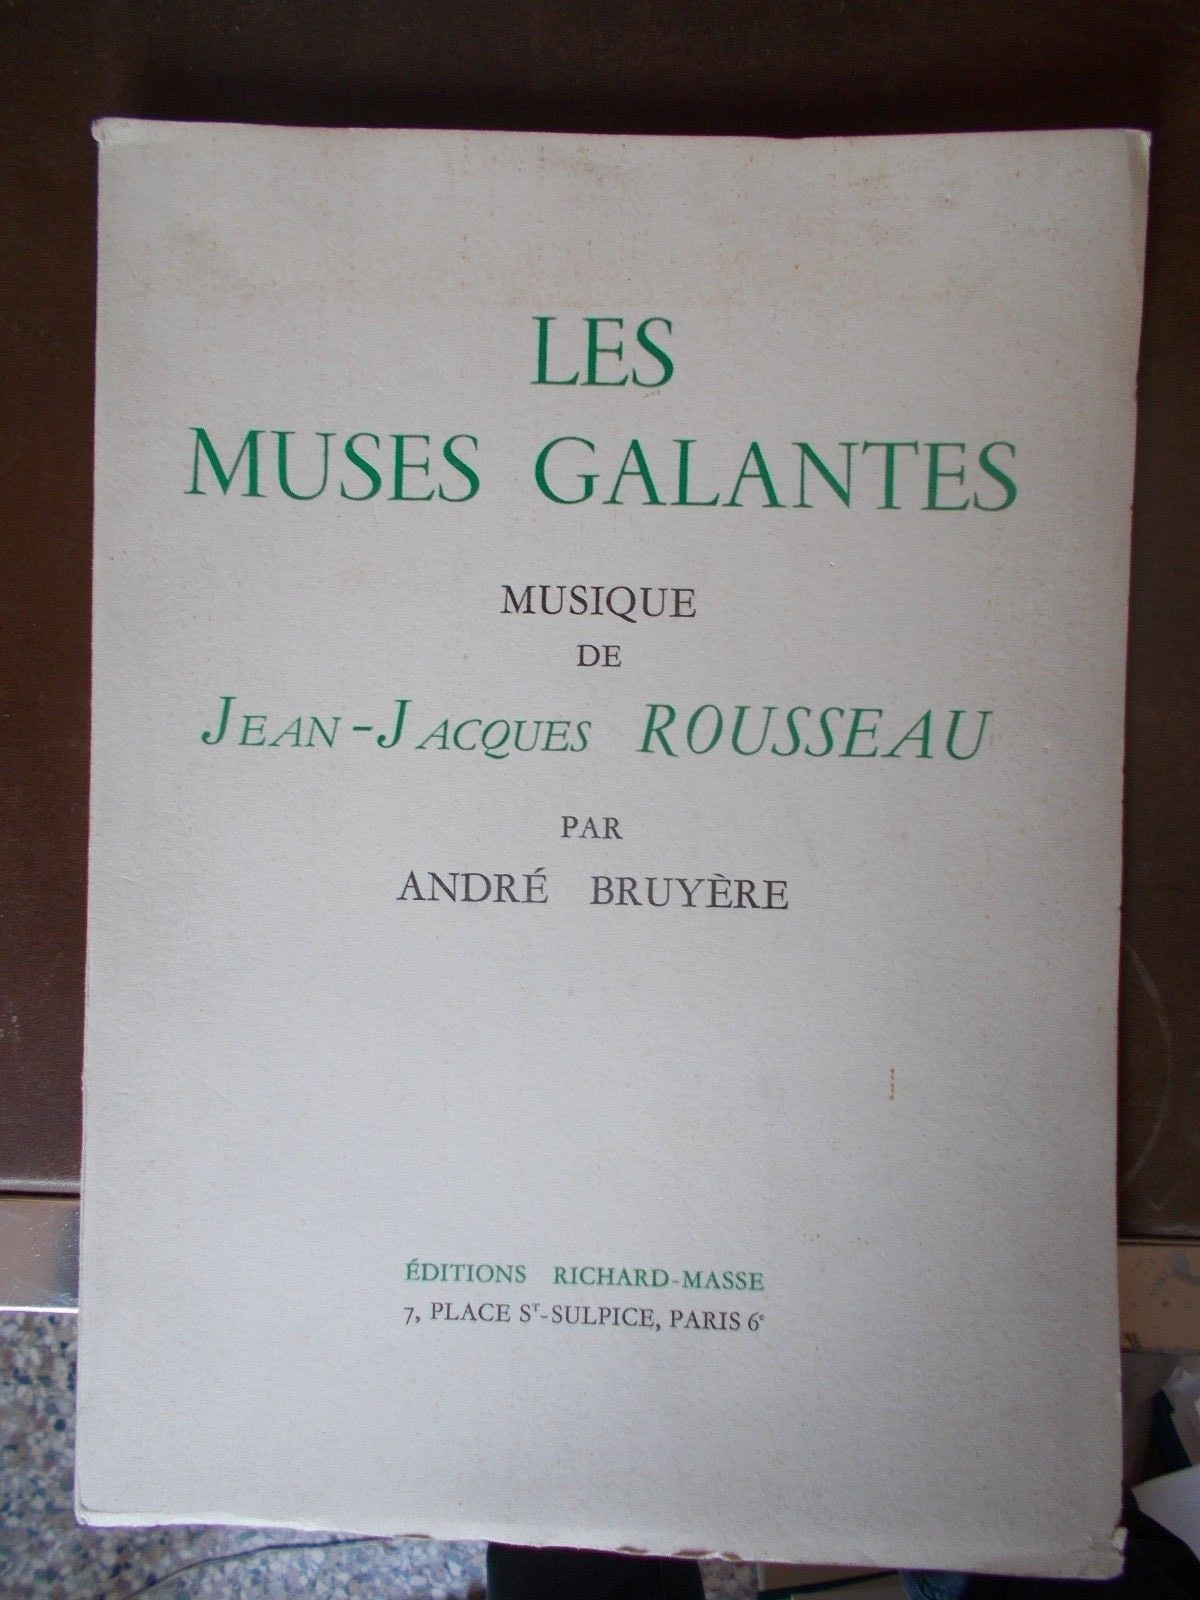 LES
MUSES GALANTES
MUSIQUE
DE
JEAN-JACQUES ROUSSEAU
PAR
ANDRÉ BRUYÈRE
ÉDITIONS RICHARD-MASSE
7, PLACE Sᵀ-SULPICE, PARIS 6ᵉ